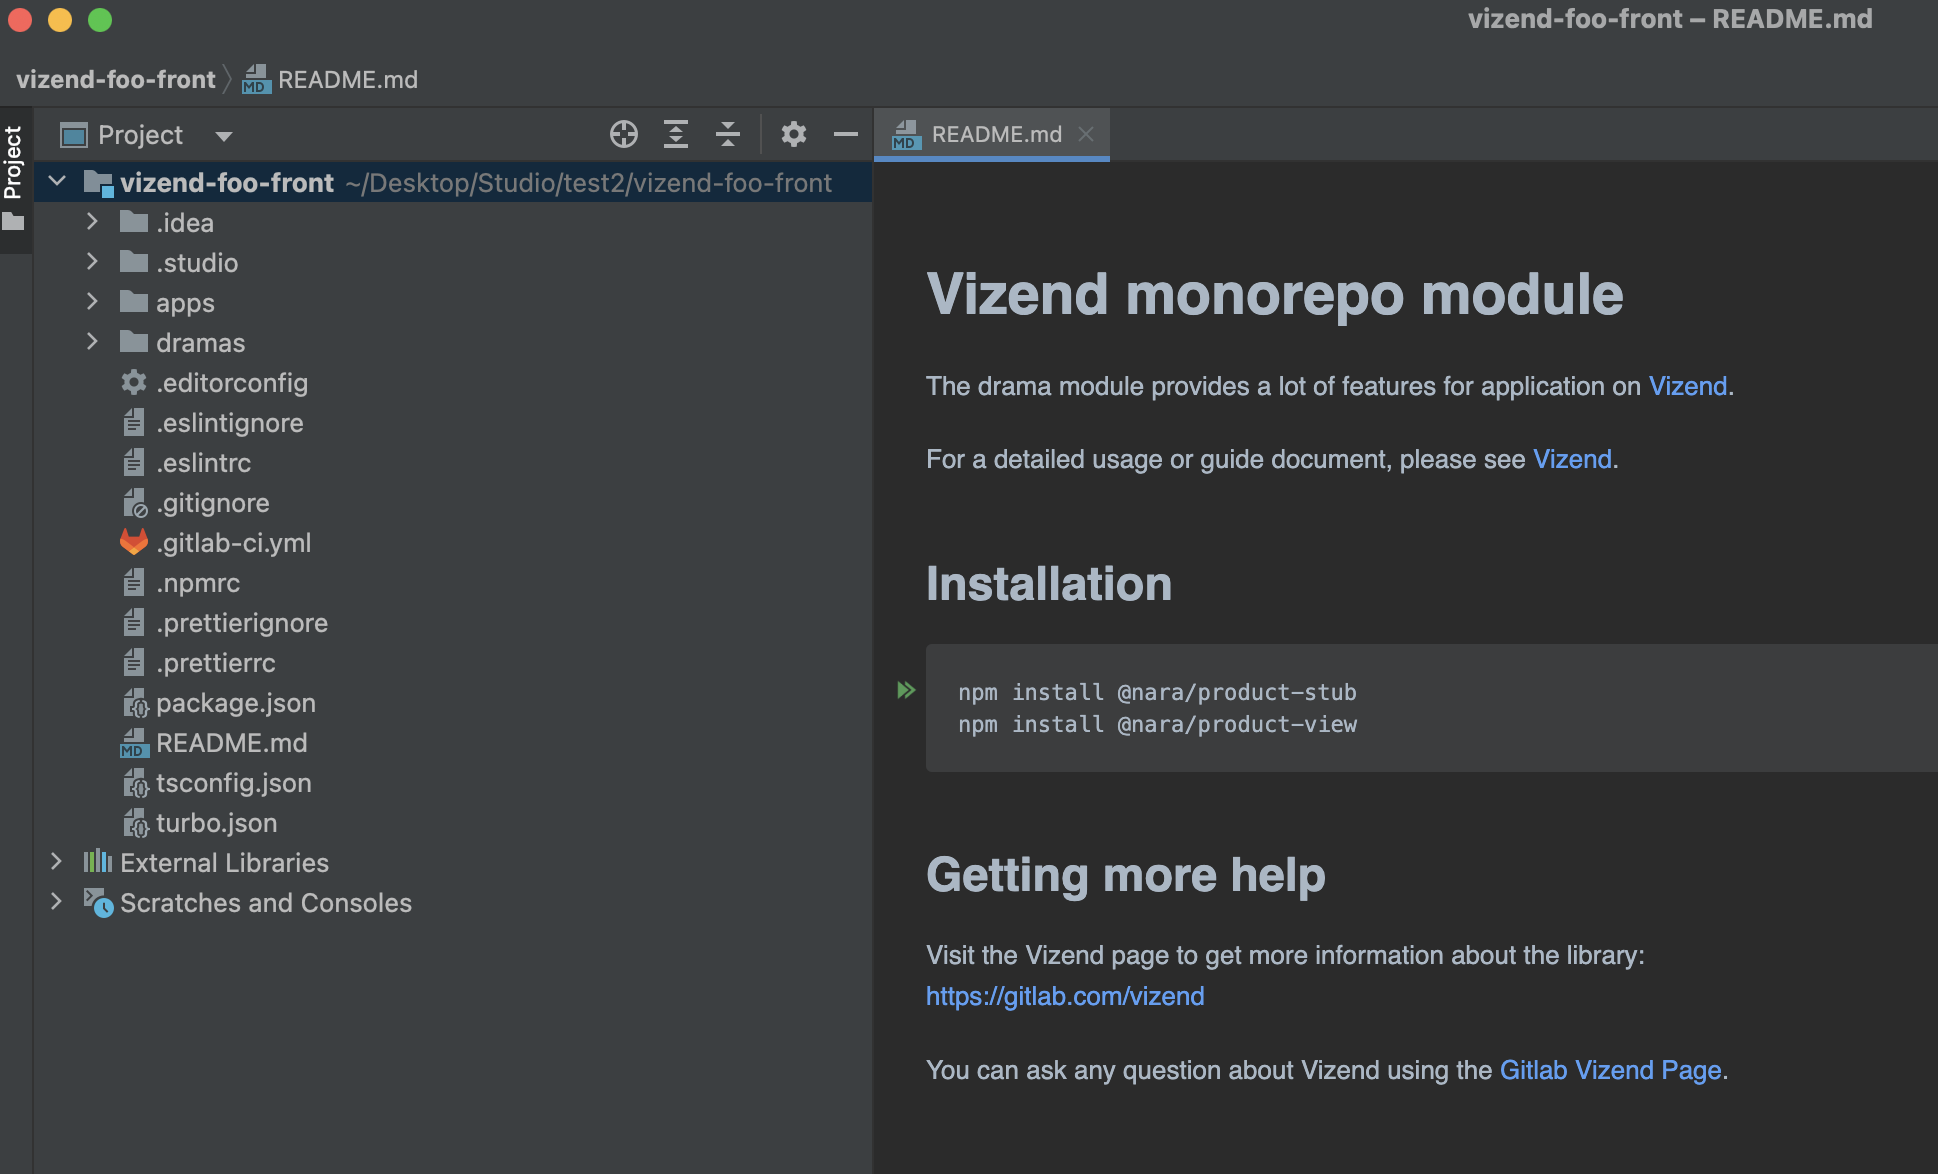 vizend-foo-front – README.md
vizend-foo-front
MD README.md
Project
Project
MD README.md
vizend-foo-front ~/Desktop/Studio/test2/vizend-foo-front
.idea
.studio
apps
dramas
.editorconfig
.eslintignore
.eslintrc
.gitignore
.gitlab-ci.yml
.npmrc
.prettierignore
.prettierrc
package.json
MD README.md
tsconfig.json
turbo.json
External Libraries
Scratches and Consoles
Vizend monorepo module
The drama module provides a lot of features for application on Vizend.
For a detailed usage or guide document, please see Vizend.
Installation
npm install @nara/product-stub
npm install @nara/product-view
Getting more help
Visit the Vizend page to get more information about the library:
https://gitlab.com/vizend
You can ask any question about Vizend using the Gitlab Vizend Page.